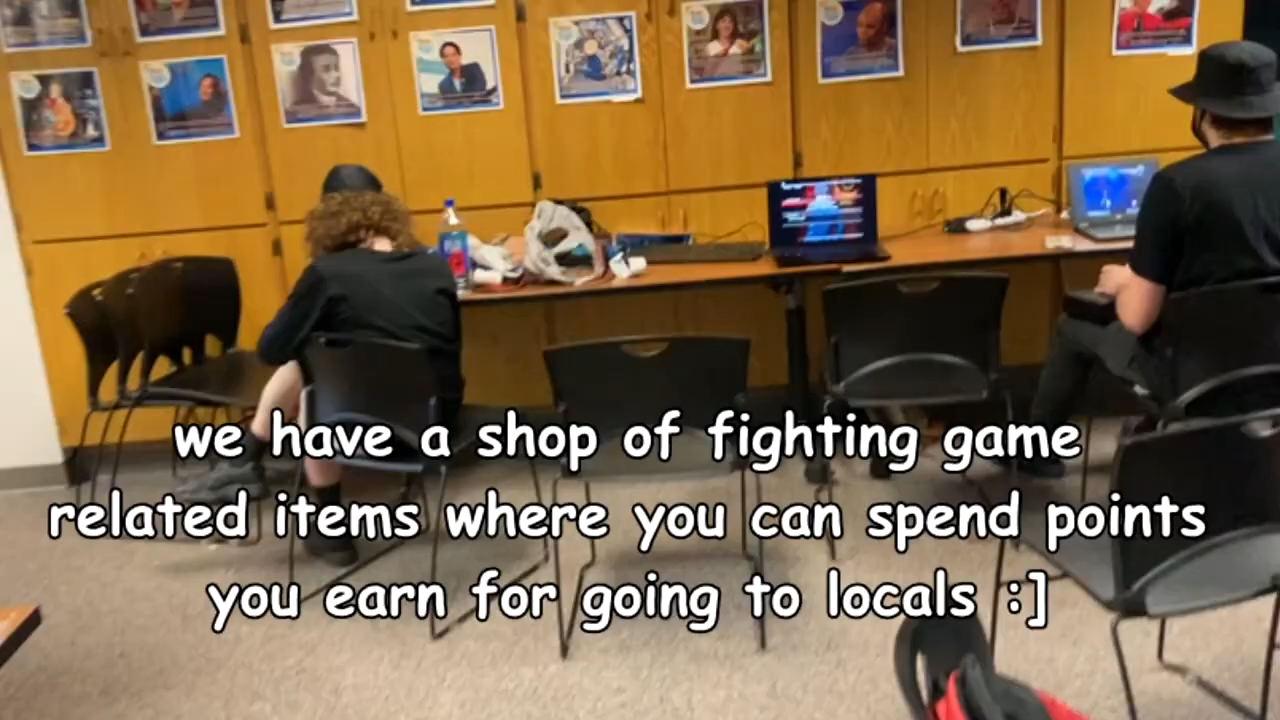 we have a shop of fighting game
related items where you can spend points
you earn for going to locals :]